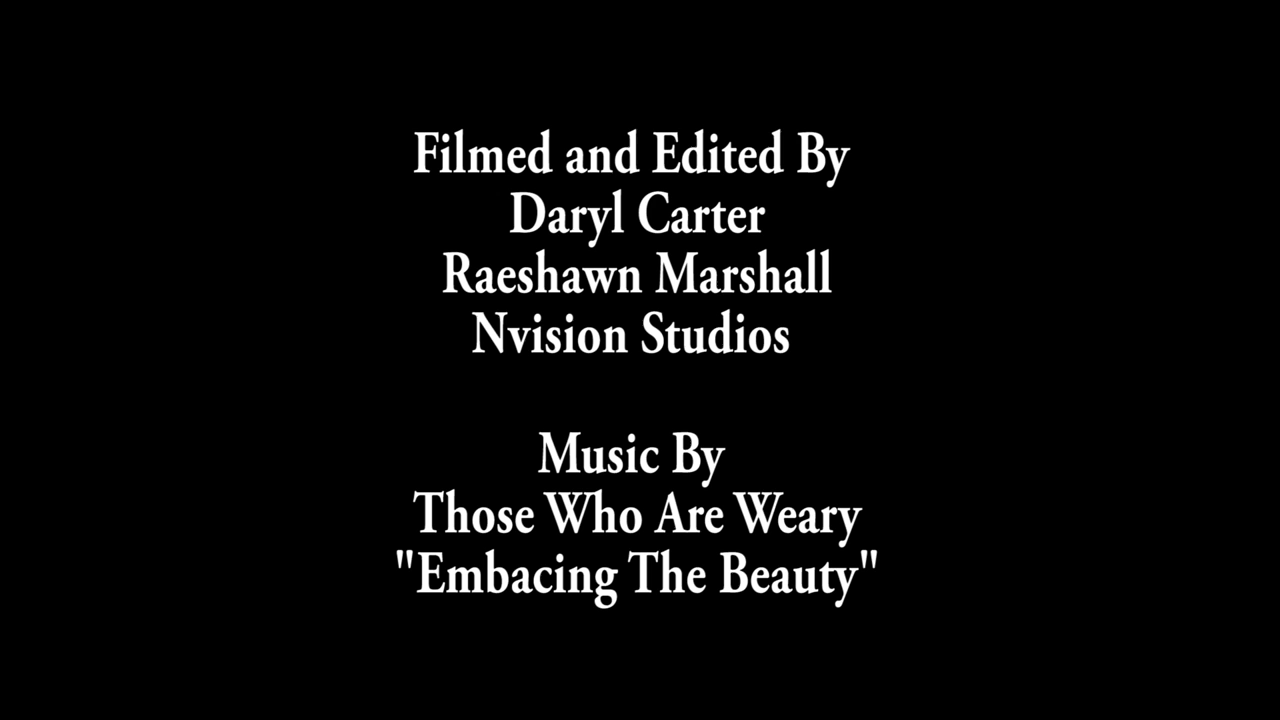 Filmed and Edited By
Daryl Carter
Raeshawn Marshall
Nvision Studios
Music By
Those Who Are Weary
"Embacing The Beauty"